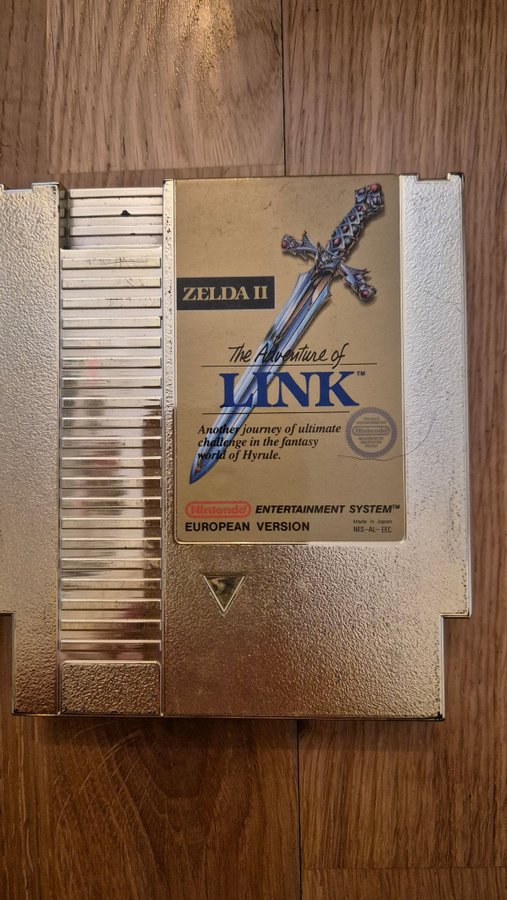 ZELDA II
The Adventure of
LINK™
Another journey of ultimate
challenge in the fantasy
world of Hyrule.
Nintendo
Nintendo ENTERTAINMENT SYSTEM™
EUROPEAN VERSION
Made in Japan
NES-AL-EEC